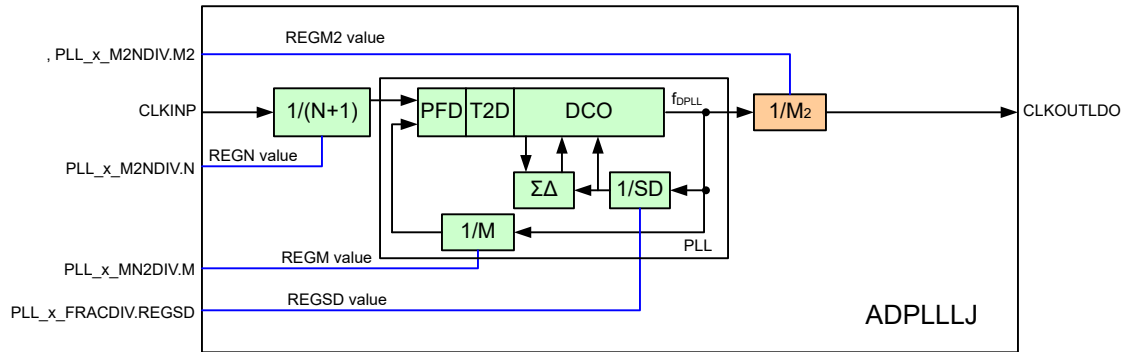 REGM2 value
, PLL_x_M2NDIV.M2
CLKINP
1/(N+1)
PFD
T2D
DCO
fDPLL
1/M2
CLKOUTLDO
REGN value
PLL_x_M2NDIV.N
ΣΔ
1/SD
1/M
PLL
REGM value
PLL_x_MN2DIV.M
REGSD value
PLL_x_FRACDIV.REGSD
ADPLLLJ